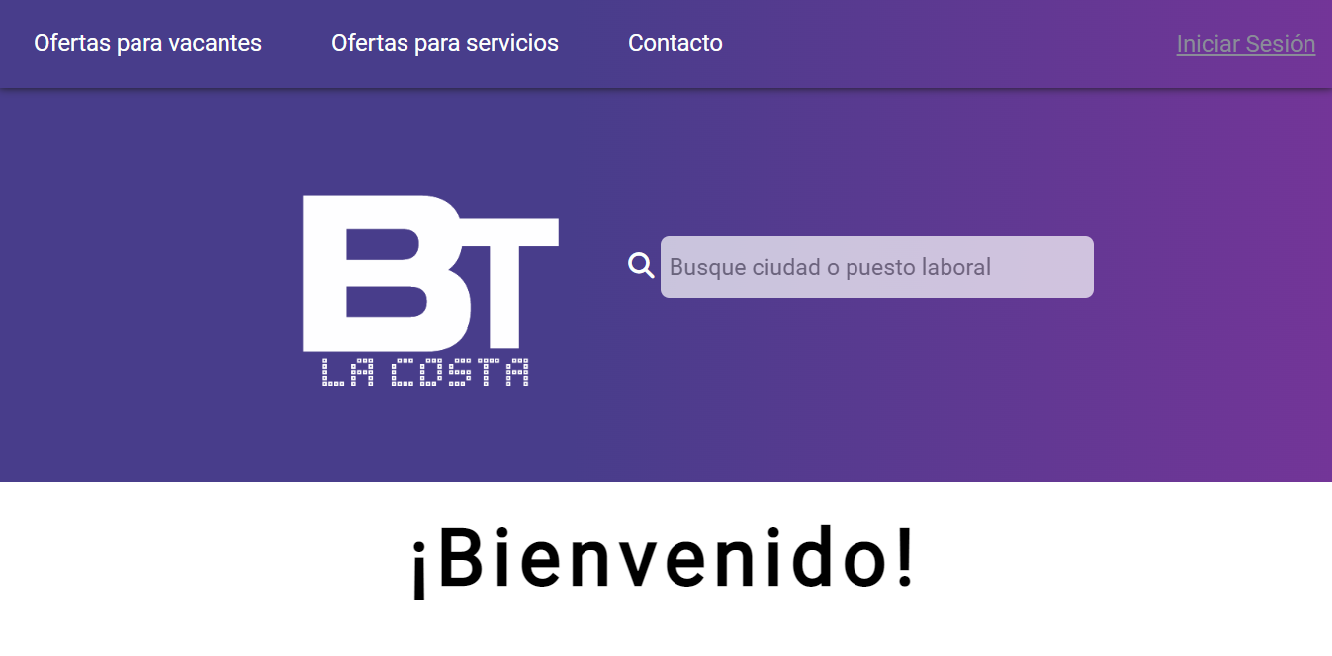 Ofertas para vacantes Ofertas para servicios Contacto Iniciar Sesión
BT
LA COSTA
Busque ciudad o puesto laboral
¡Bienvenido!